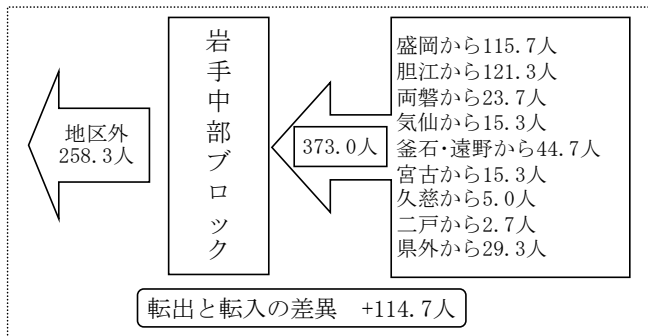 地区外
258.3人
岩手中部ブロック
373.0人
盛岡から115.7人
胆江から121.3人
両磐から23.7人
気仙から15.3人
釜石・遠野から44.7人
宮古から15.3人
久慈から5.0人
二戸から2.7人
県外から29.3人
転出と転入の差異　+114.7人